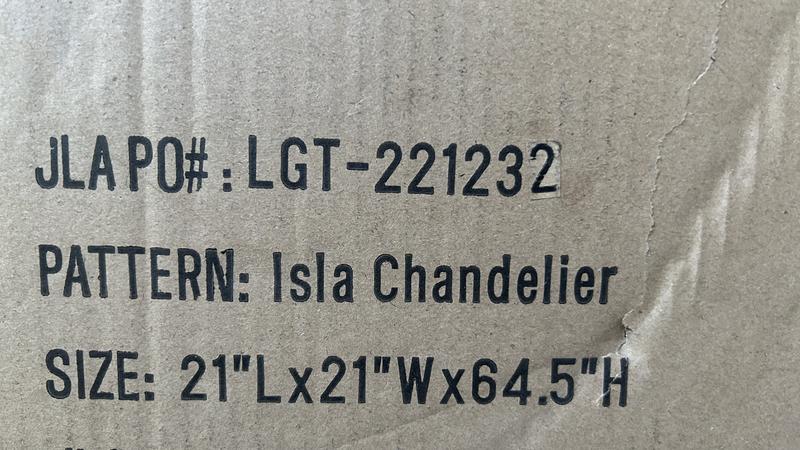 JLA PO#: LGT-221232
PATTERN: Isla Chandelier
SIZE: 21"Lx21"Wx64.5"H